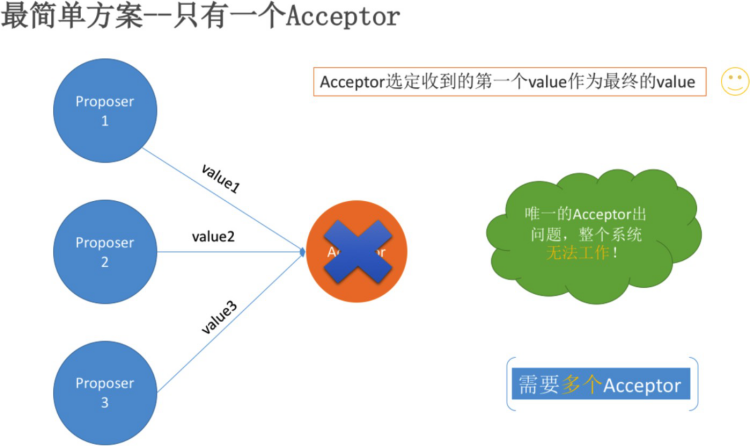 最简单方案--只有一个Acceptor
Acceptor选定收到的第一个value作为最终的value
Proposer
1
value1
Proposer
2
value2
唯一的Acceptor出
问题，整个系统
无法工作！
value3
Proposer
3
需要多个Acceptor